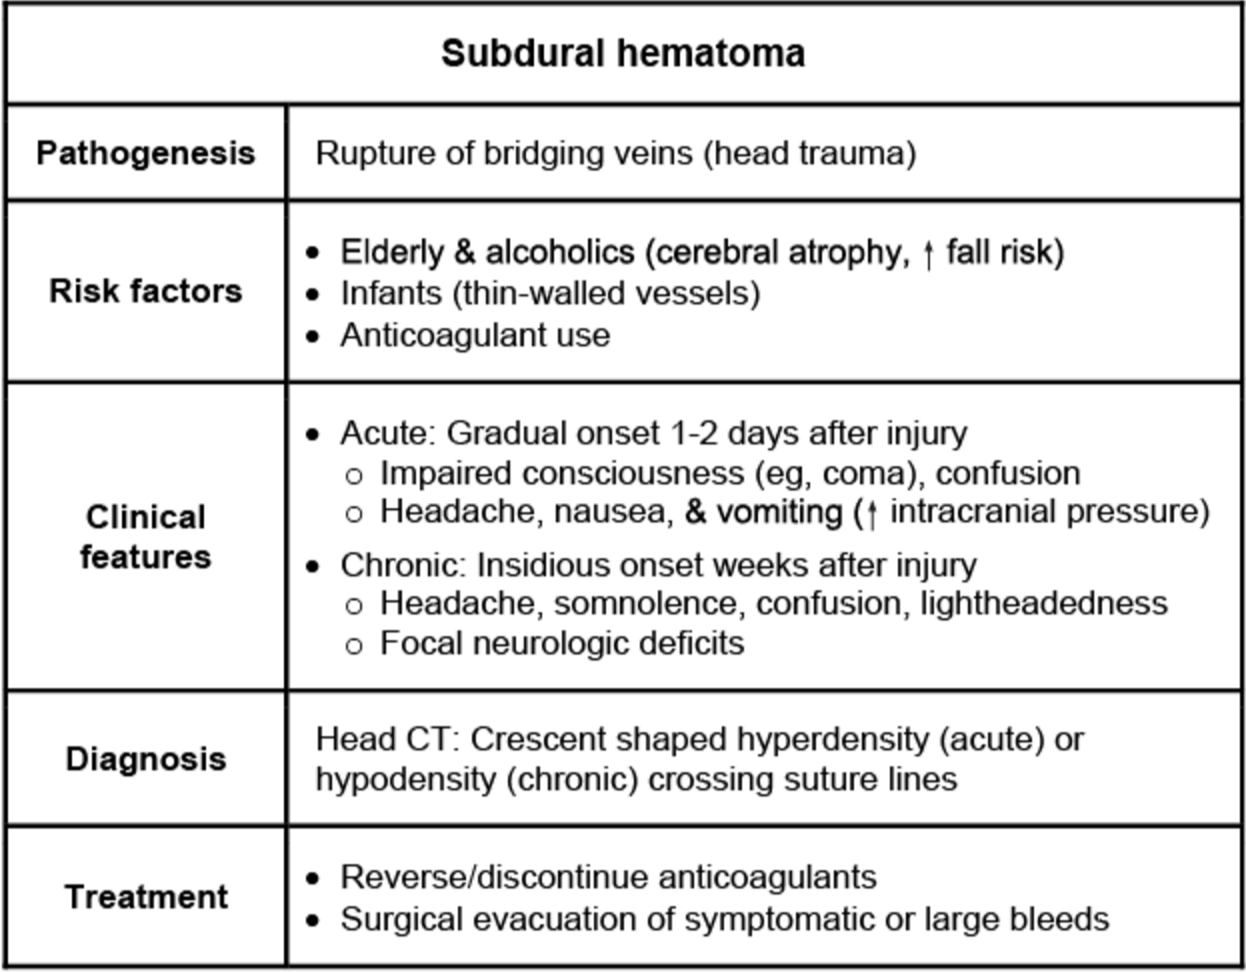 Subdural hematoma
Pathogenesis
Rupture of bridging veins (head trauma)
Risk factors
• Elderly & alcoholics (cerebral atrophy, ↑ fall risk)
• Infants (thin-walled vessels)
• Anticoagulant use
Clinical
features
• Acute: Gradual onset 1-2 days after injury
o Impaired consciousness (eg, coma), confusion
o Headache, nausea, & vomiting (↑ intracranial pressure)
• Chronic: Insidious onset weeks after injury
o Headache, somnolence, confusion, lightheadedness
o Focal neurologic deficits
Diagnosis
Head CT: Crescent shaped hyperdensity (acute) or
hypodensity (chronic) crossing suture lines
Treatment
• Reverse/discontinue anticoagulants
• Surgical evacuation of symptomatic or large bleeds